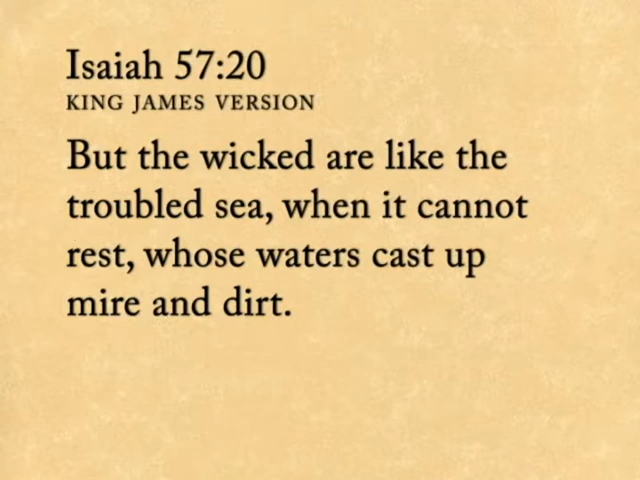 Isaiah 57:20
KING JAMES VERSION
But the wicked are like the
troubled sea, when it cannot
rest, whose waters cast up
mire and dirt.